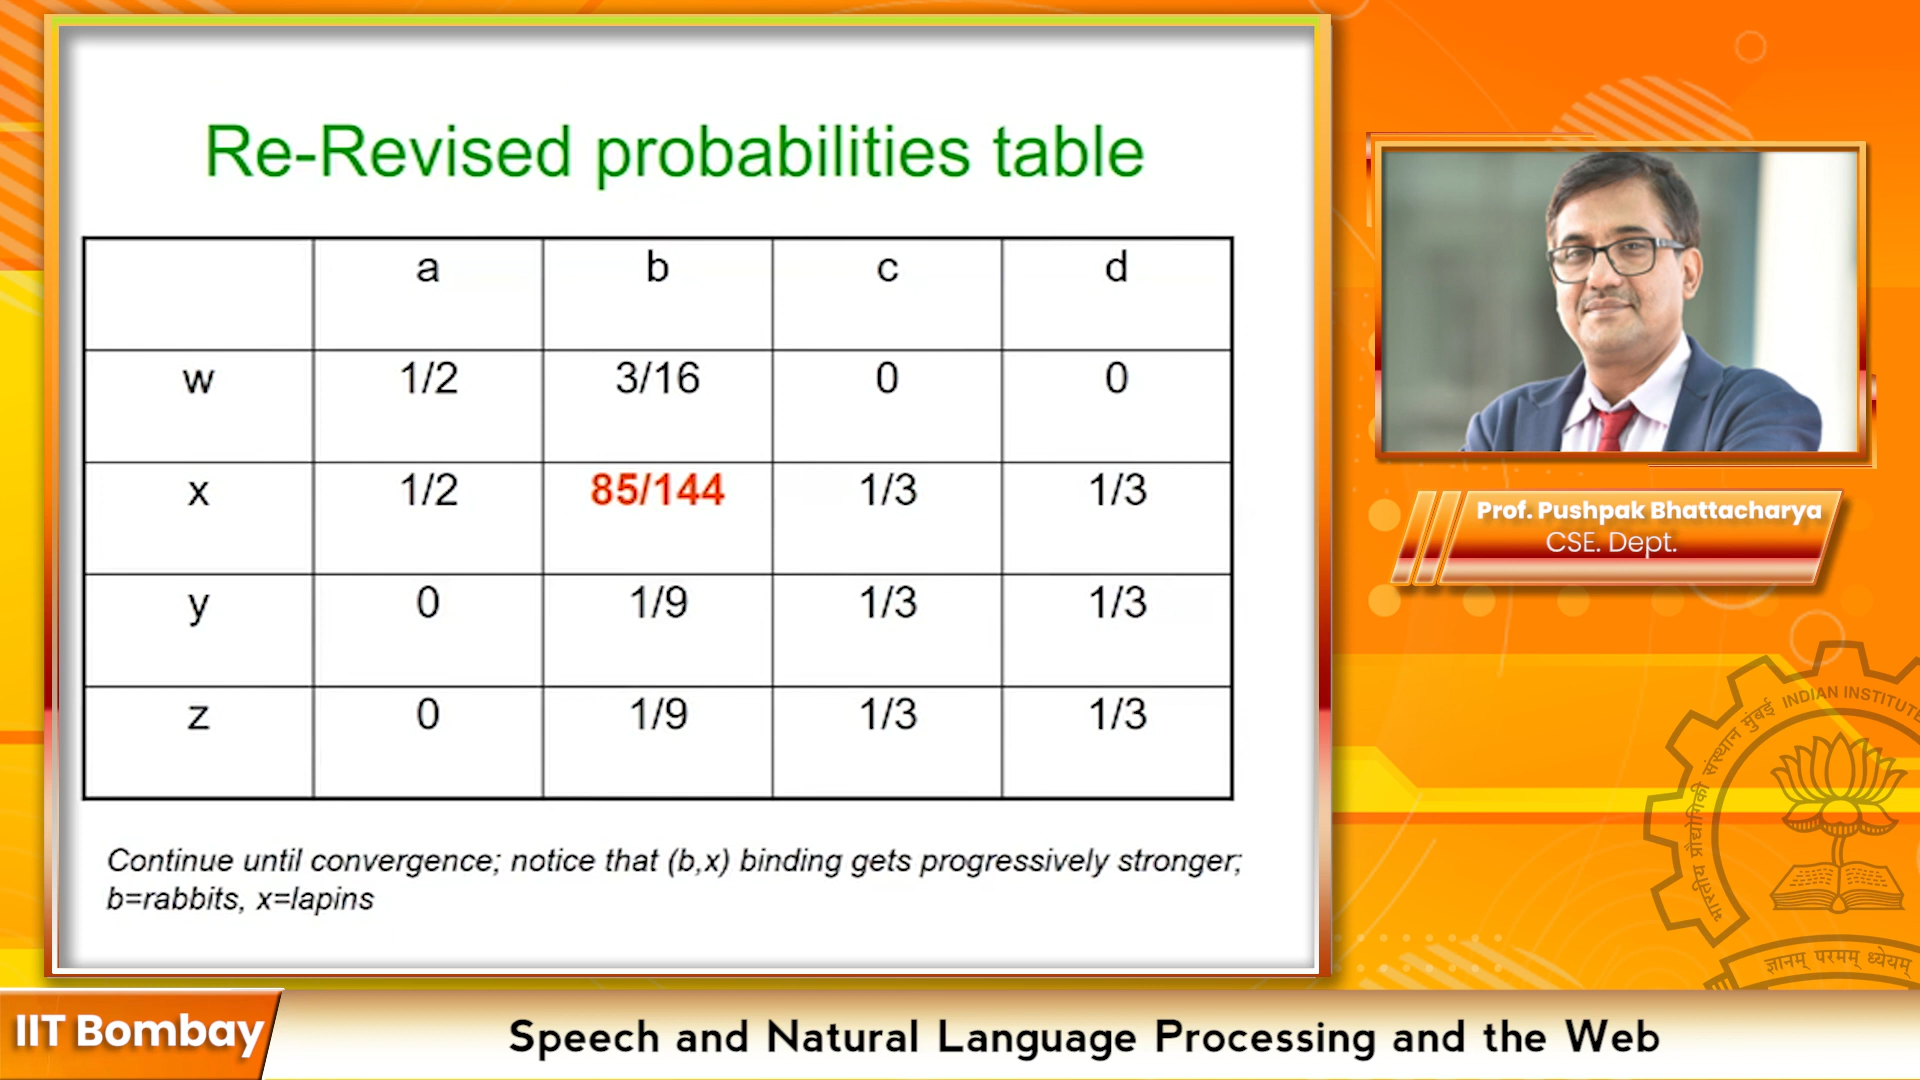 Re-Revised probabilities table
a b c d
w 1/2 3/16 0 0
x 1/2 85/144 1/3 1/3
y 0 1/9 1/3 1/3
z 0 1/9 1/3 1/3
Continue until convergence; notice that (b,x) binding gets progressively stronger;
b=rabbits, x=lapins
Prof. Pushpak Bhattacharya
CSE. Dept.
भारतीय प्रौद्योगिकी संस्थान मुंबई INDIAN INSTITUTE
ज्ञानम् परमम् ध्येयम्
IIT Bombay
Speech and Natural Language Processing and the Web